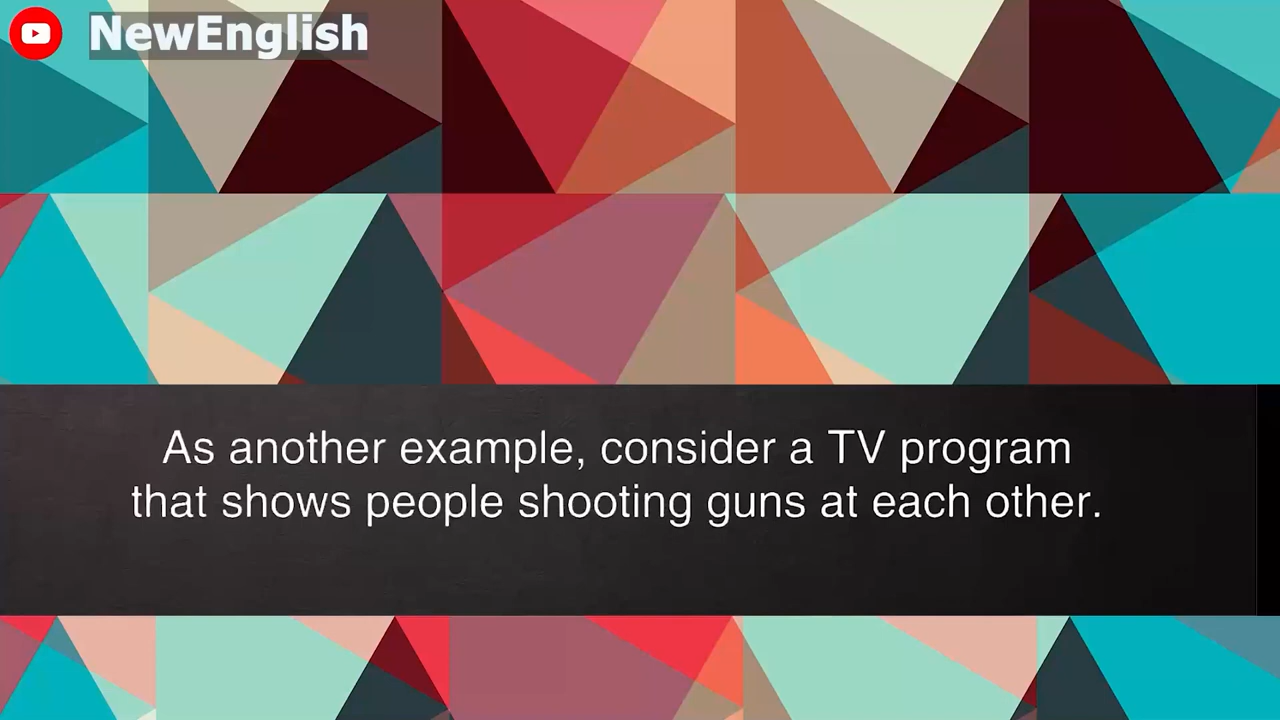 NewEnglish
As another example, consider a TV program
that shows people shooting guns at each other.